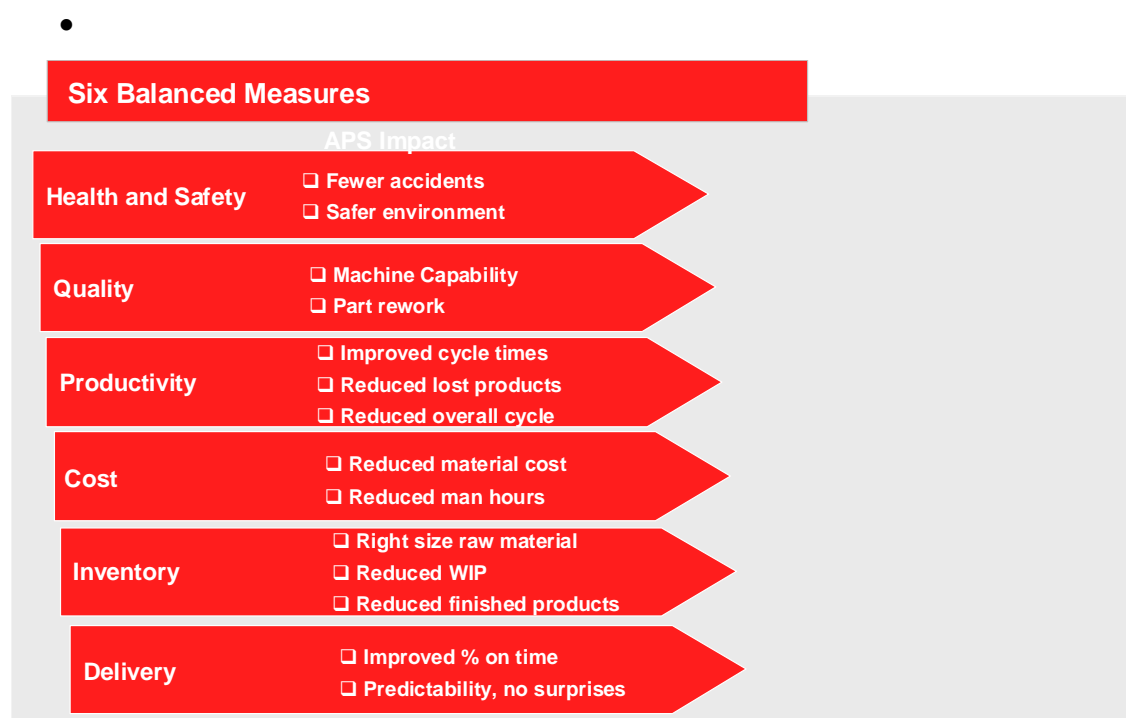 •
Six Balanced Measures
APS Impact
Health and Safety
❑ Fewer accidents
❑ Safer environment
Quality
❑ Machine Capability
❑ Part rework
Productivity
❑ Improved cycle times
❑ Reduced lost products
❑ Reduced overall cycle
Cost
❑ Reduced material cost
❑ Reduced man hours
Inventory
❑ Right size raw material
❑ Reduced WIP
❑ Reduced finished products
Delivery
❑ Improved % on time
❑ Predictability, no surprises